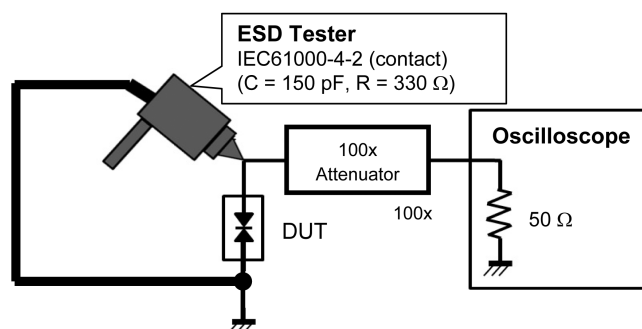 ESD Tester
IEC61000-4-2 (contact)
(C = 150 pF, R = 330 Ω)
Oscilloscope
100x
Attenuator
100x
50 Ω
DUT